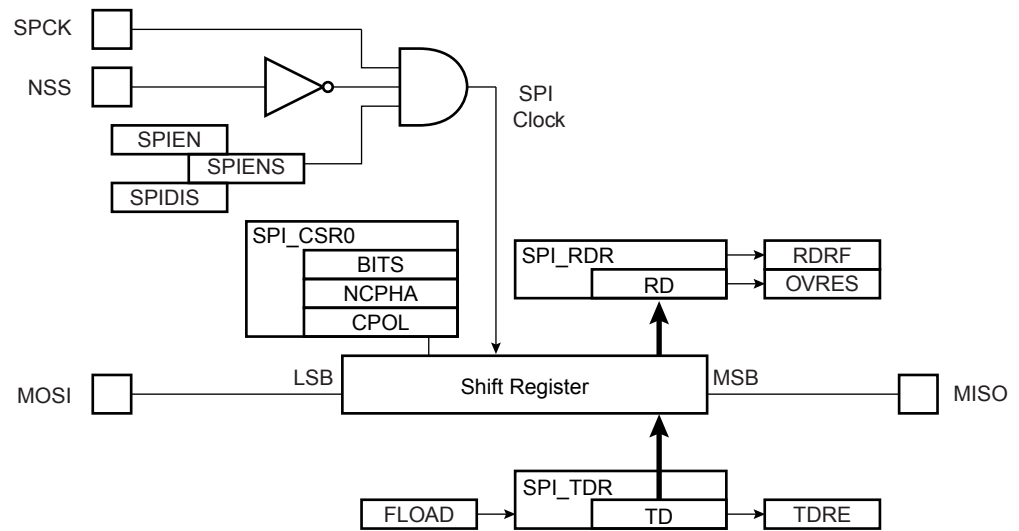 SPCK
NSS
SPI
Clock
SPIEN
SPIENS
SPIDIS
SPI_CSR0
BITS
NCPHA
CPOL
SPI_RDR
RD
RDRF
OVRES
MOSI
LSB
Shift Register
MSB
MISO
SPI_TDR
FLOAD
TD
TDRE